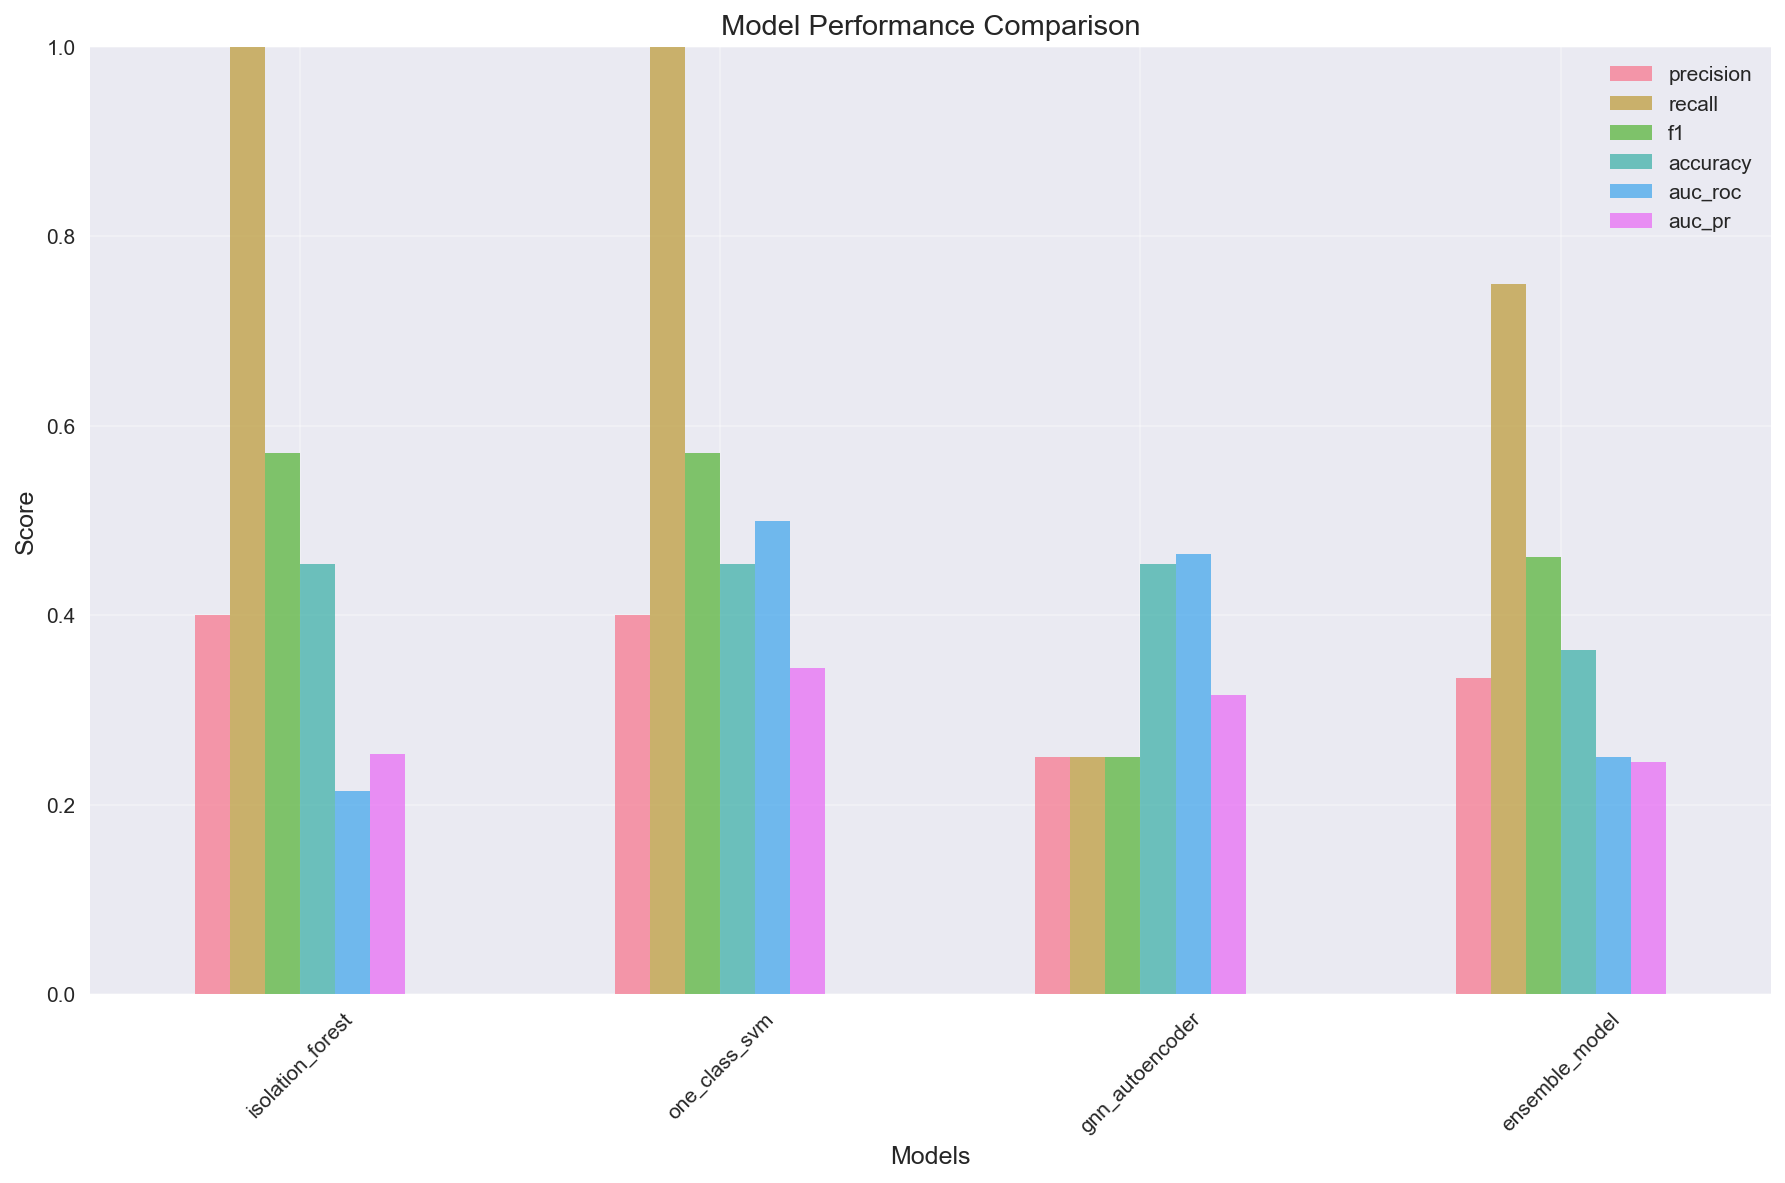 Model Performance Comparison
1.0
0.8
0.6
0.4
0.2
0.0
Score
precision
recall
f1
accuracy
auc_roc
auc_pr
isolation_forest
one_class_svm
gnn_autoencoder
ensemble_model
Models